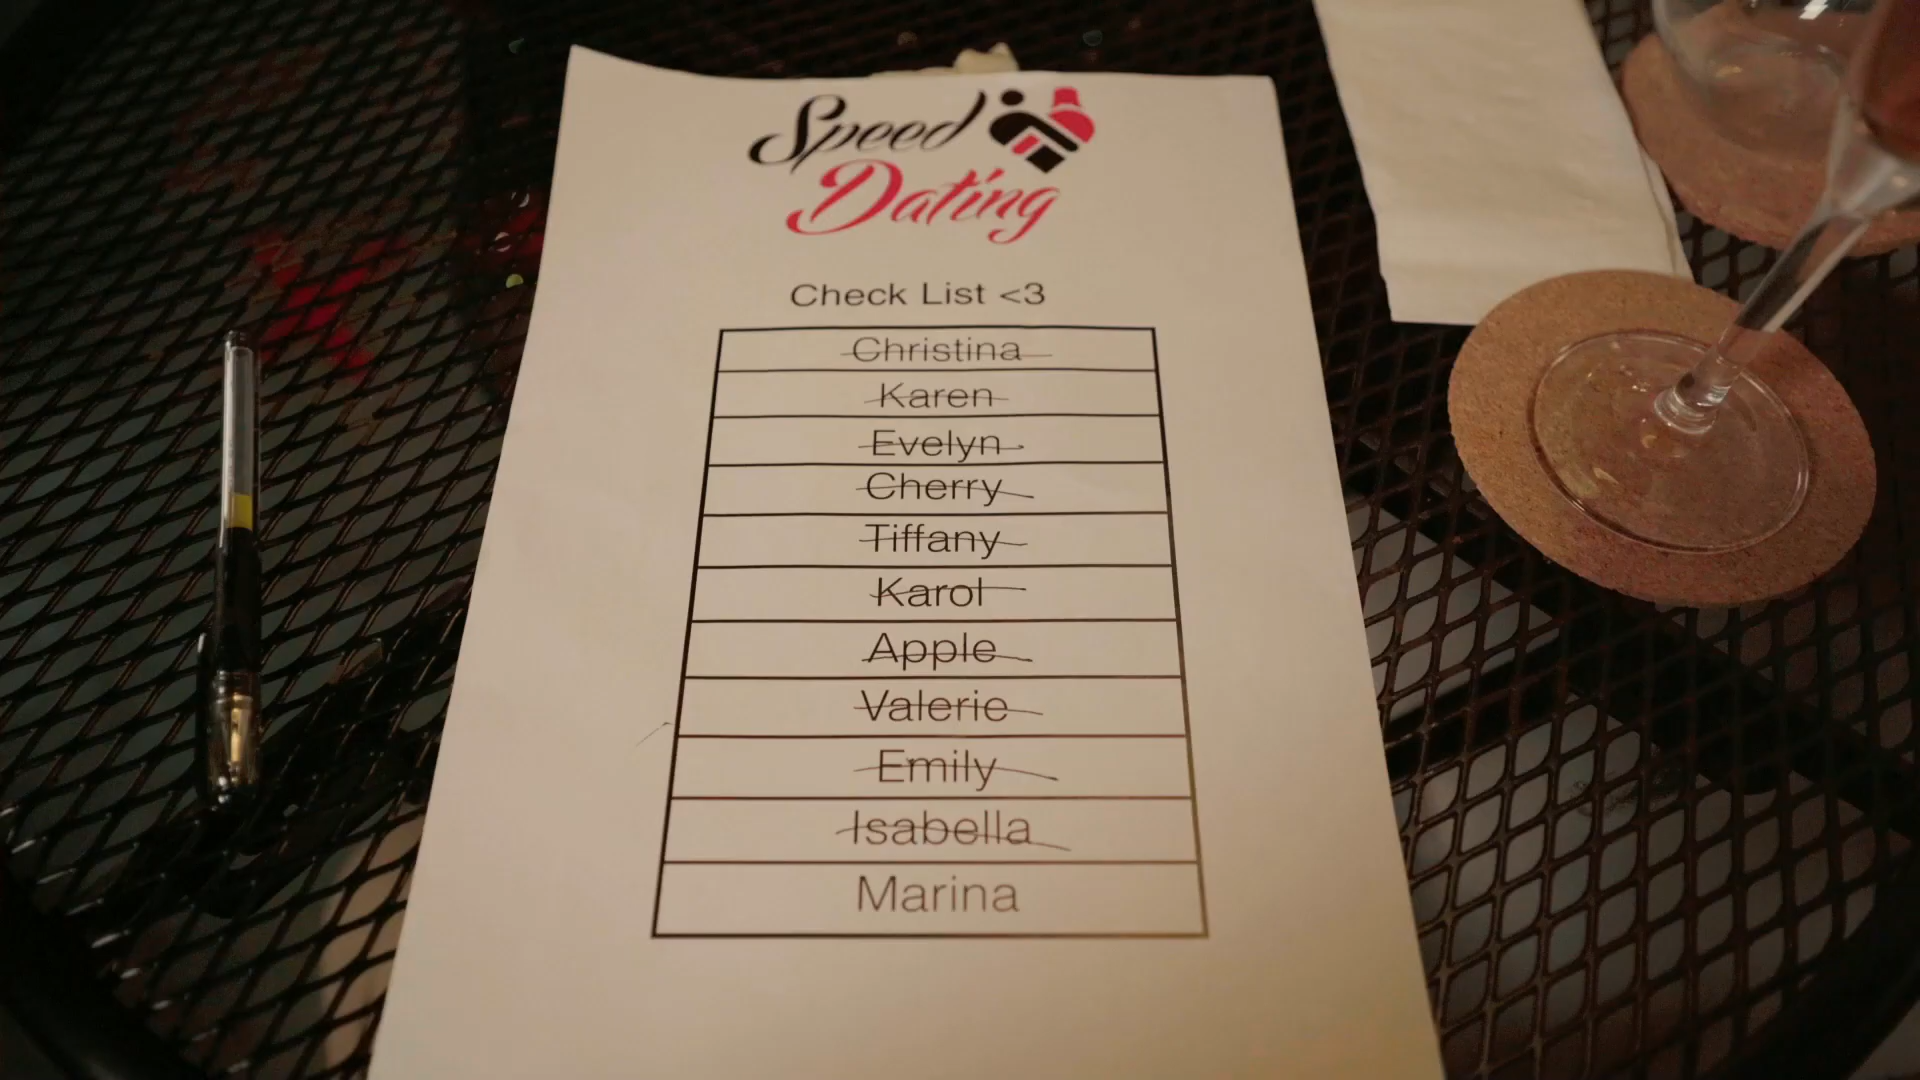 Speed
Dating
Check List <3
Christina
Karen
Evelyn
Cherry
Tiffany
Karol
Apple
Valerie
Emily
Isabella
Marina